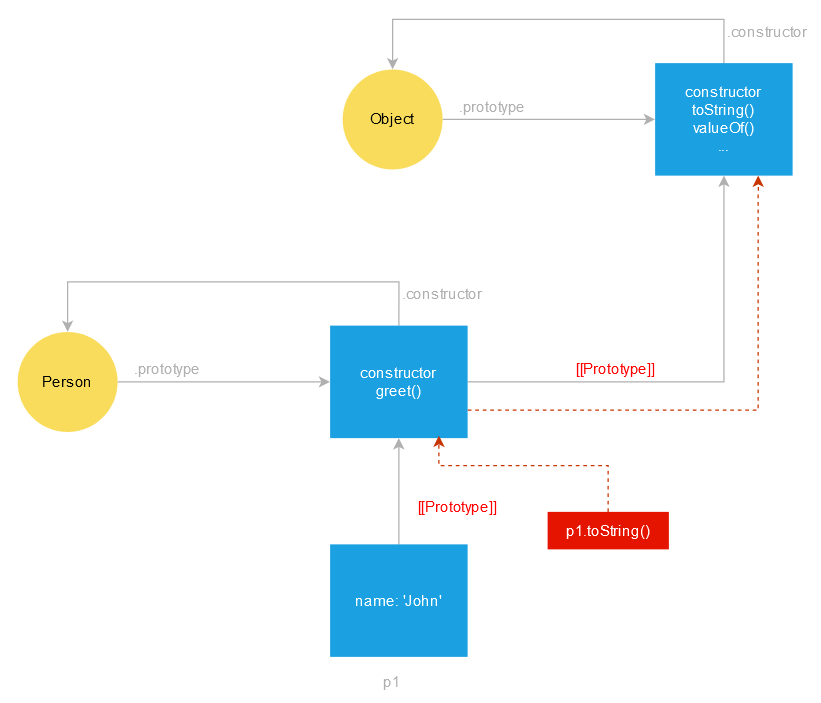 .constructor
constructor
toString()
valueOf()
...
Object
.prototype
.constructor
Person
.prototype
constructor
greet()
[[Prototype]]
[[Prototype]]
p1.toString()
name: 'John'
p1